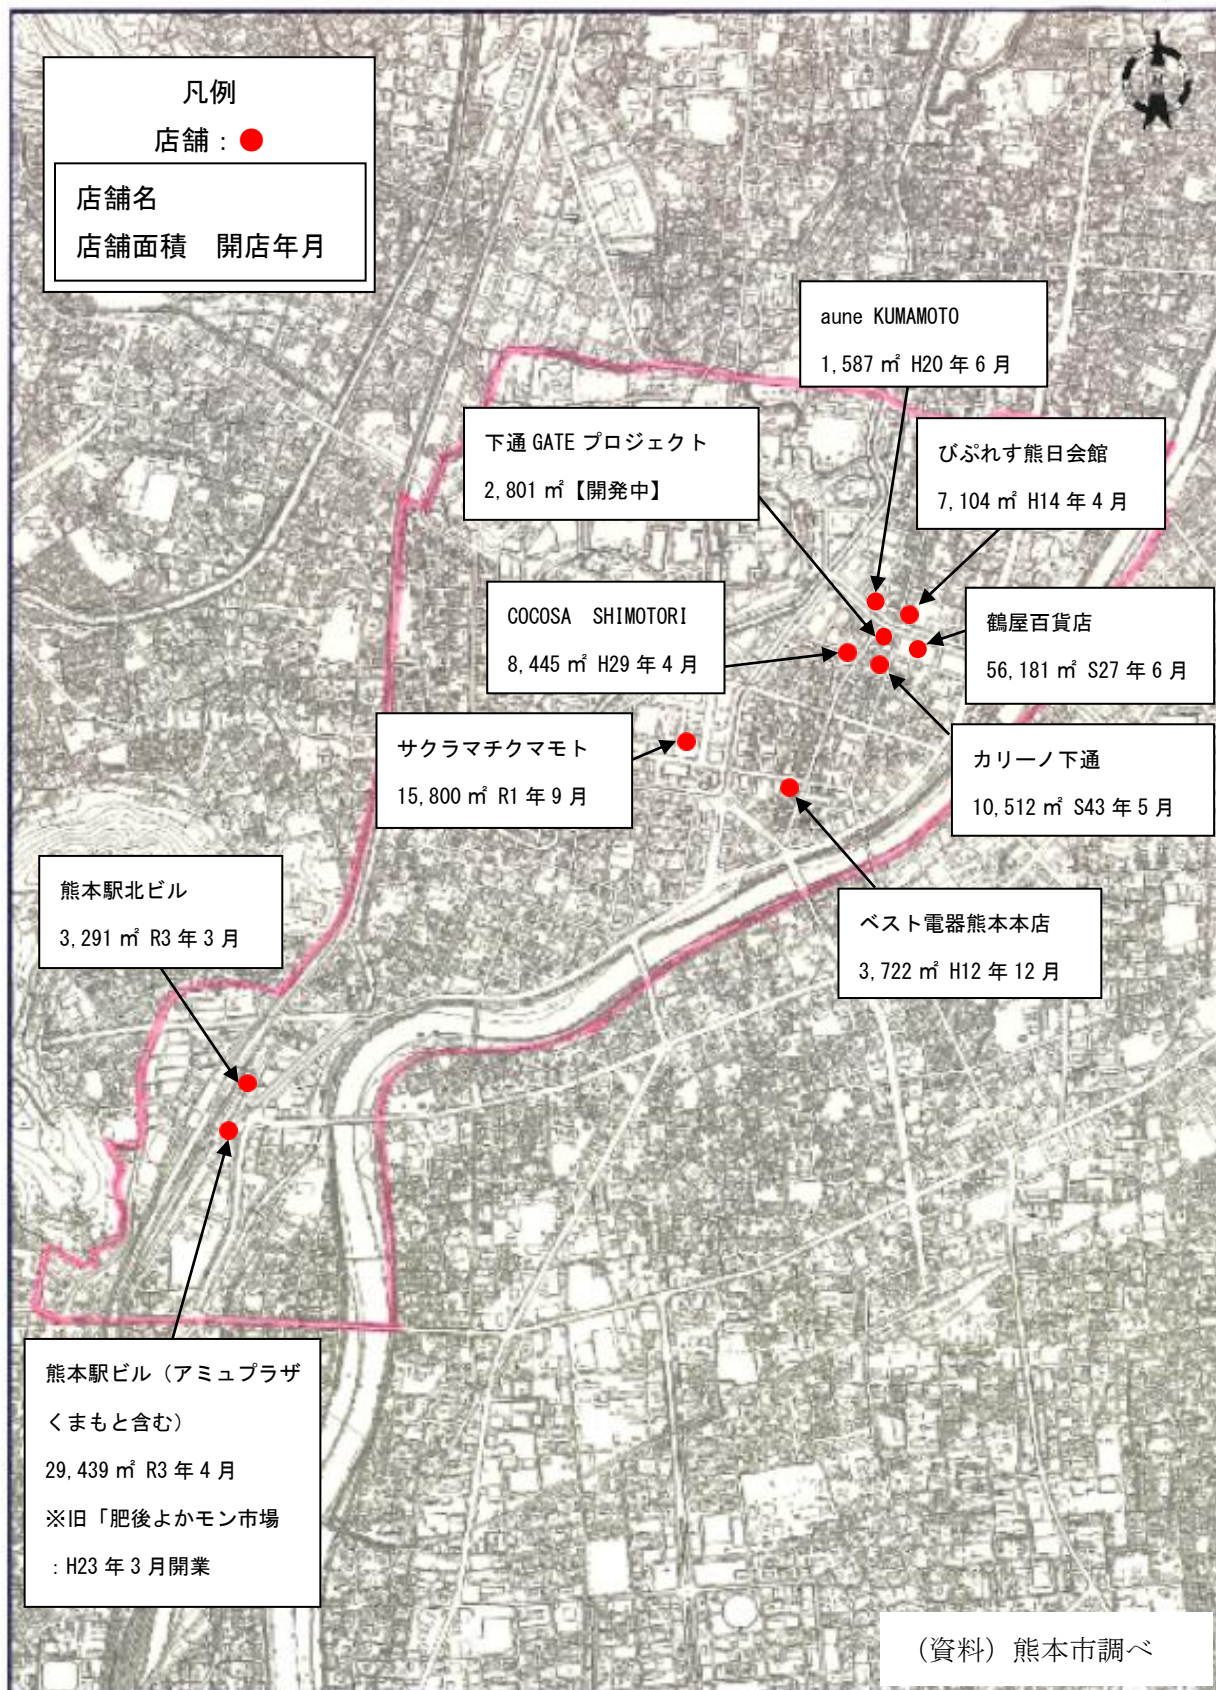 凡例
店舗：
店舗名
店舗面積　開店年月
aune KUMAMOTO
1,587 ㎡ H20 年 6 月
下通 GATE プロジェクト
2,801 ㎡【開発中】
びぷれす熊日会館
7,104 ㎡ H14 年 4 月
COCOSA　SHIMOTORI
8,445 ㎡ H29 年 4 月
鶴屋百貨店
56,181 ㎡ S27 年 6 月
サクラマチクマモト
15,800 ㎡ R1 年 9 月
カリーノ下通
10,512 ㎡ S43 年 5 月
熊本駅北ビル
3,291 ㎡ R3 年 3 月
ベスト電器熊本本店
3,722 ㎡ H12 年 12 月
熊本駅ビル（アミュプラザ
くまもと含む）
29,439 ㎡ R3 年 4 月
※旧「肥後よかモン市場
：H23 年 3 月開業
（資料）熊本市調べ